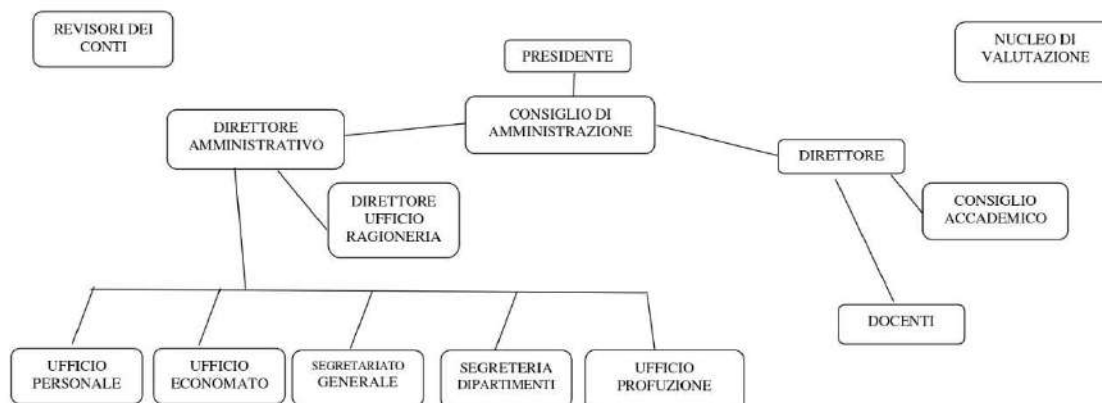 REVISORI DEI
CONTI
PRESIDENTE
NUCLEO DI
VALUTAZIONE
CONSIGLIO DI
AMMINISTRAZIONE
DIRETTORE
AMMINISTRATIVO
DIRETTORE
DIRETTORE
UFFICIO
RAGIONERIA
CONSIGLIO
ACCADEMICO
DOCENTI
UFFICIO
PERSONALE
UFFICIO
ECONOMATO
SEGRETARIATO
GENERALE
SEGRETERIA
DIPARTIMENTI
UFFICIO
PROFUZIONE